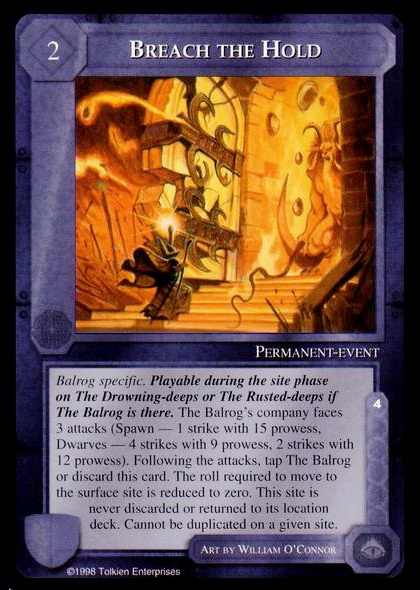 2
BREACH THE HOLD
PERMANENT-EVENT
Balrog specific. Playable during the site phase
on The Drowning-deeps or The Rusted-deeps if
The Balrog is there. The Balrog's company faces
3 attacks (Spawn — 1 strike with 15 prowess,
Dwarves — 4 strikes with 9 prowess, 2 strikes with
12 prowess). Following the attacks, tap The Balrog
or discard this card. The roll required to move to
the surface site is reduced to zero. This site is
never discarded or returned to its location
deck. Cannot be duplicated on a given site.
4
ART BY WILLIAM O'CONNOR
©1998 Tolkien Enterprises